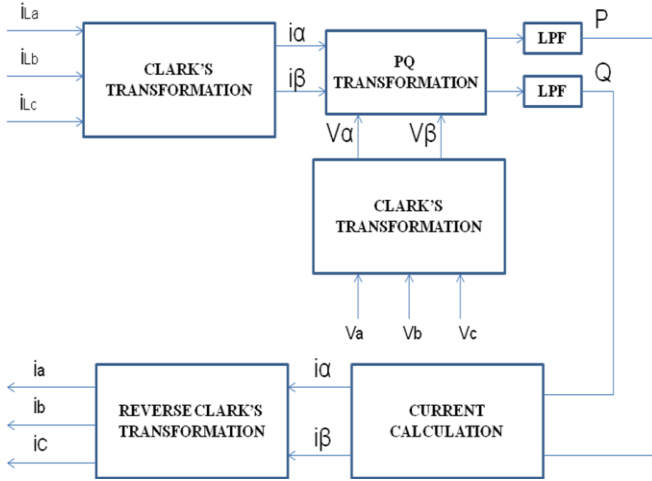 iLa
iLb
iLc
CLARK'S
TRANSFORMATION
iα
iβ
PQ
TRANSFORMATION
LPF
P
LPF
Q
Vα
Vβ
CLARK'S
TRANSFORMATION
Va
Vb
Vc
ia
ib
iC
REVERSE CLARK'S
TRANSFORMATION
iα
iβ
CURRENT
CALCULATION